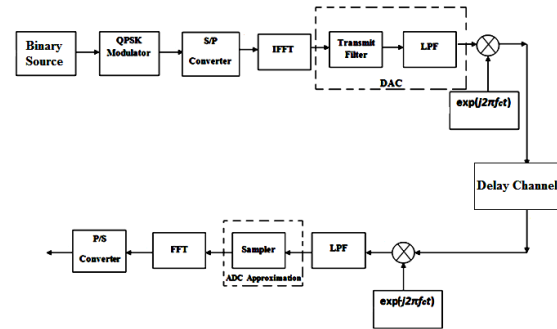 Binary
Source
QPSK
Modulator
S/P
Converter
IFFT
Transmit
Filter
LPF
DAC
exp(j2πfct)
Delay Channel
P/S
Converter
FFT
Sampler
ADC Approximation
LPF
exp(-j2πfct)